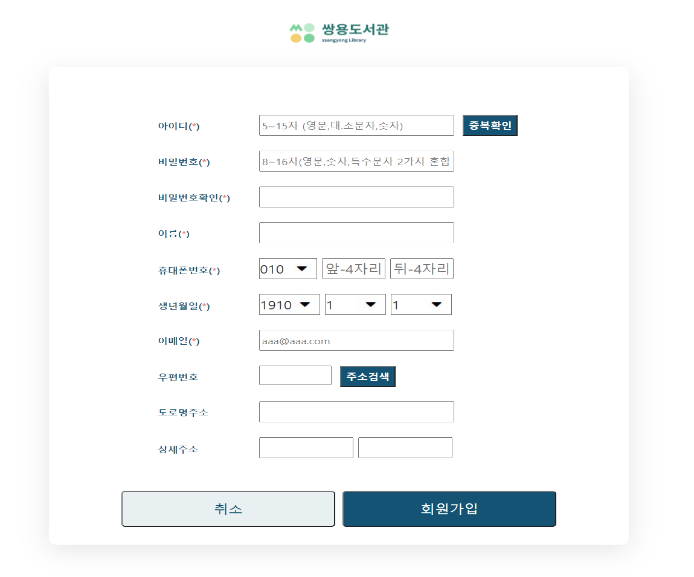 쌍용도서관
ssangyong Library
아이디(*) 5~15자 (영문,대.소문자,숫자) 중복확인
비밀번호(*) 8~16자(영문,숫자,특수문자 2가지 혼합
비밀번호확인(*)
이름(*)
휴대폰번호(*) 010 앞-4자리 뒤-4자리
생년월일(*) 1910 1 1
이메일(*) aaa@aaa.com
우편번호 주소검색
도로명주소
상세주소
취소 회원가입